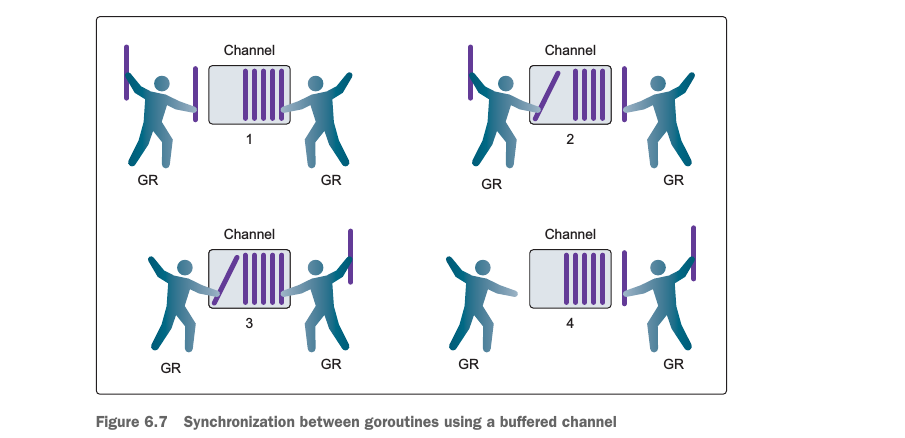 Channel
Channel
1
2
GR
GR
GR
GR
Channel
Channel
3
4
GR
GR
GR
GR
Figure 6.7 Synchronization between goroutines using a buffered channel